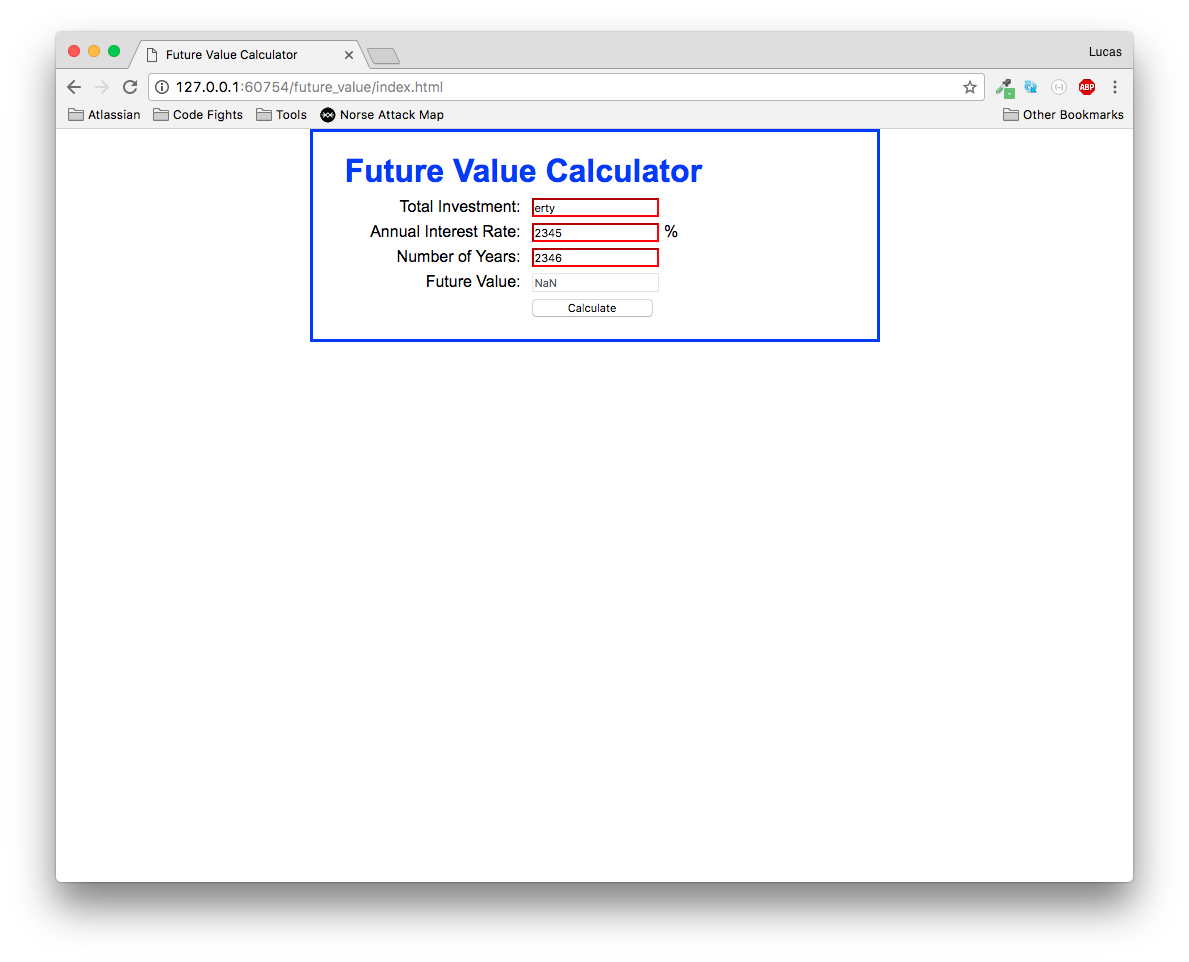 Future Value Calculator
Lucas
127.0.0.1:60754/future_value/index.html
ABP
Atlassian Code Fights Tools Norse Attack Map Other Bookmarks
Future Value Calculator
Total Investment: erty
Annual Interest Rate: 2345 %
Number of Years: 2346
Future Value: NaN
Calculate